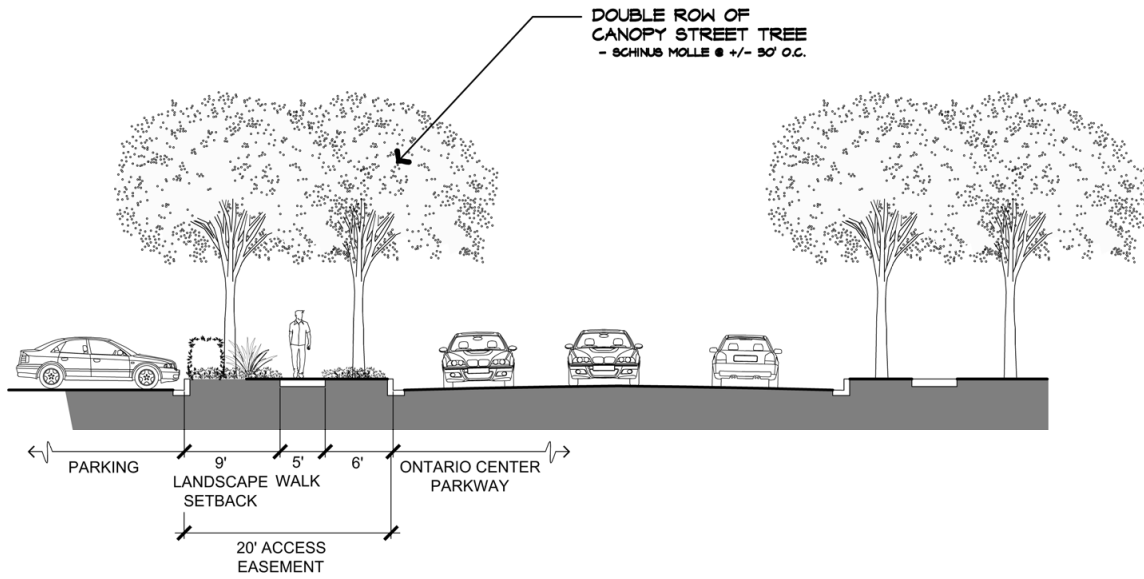 DOUBLE ROW OF
CANOPY STREET TREE
- SCHINUS MOLLE @ +/- 30' O.C.
PARKING
9'
LANDSCAPE
SETBACK
5'
WALK
6'
ONTARIO CENTER
PARKWAY
20' ACCESS
EASEMENT